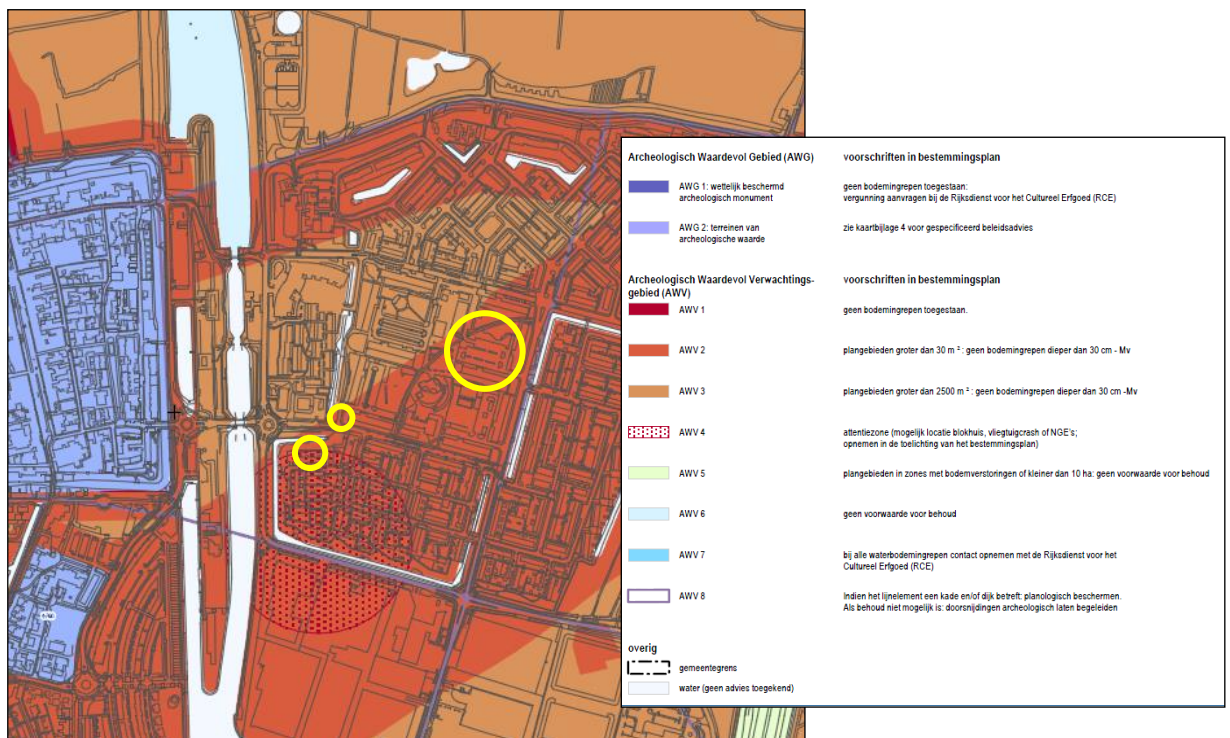 Archeologisch Waardevol Gebied (AWG) voorschriften in bestemmingsplan
AWG 1: wettelijk beschermd
archeologisch monument
geen bodemingrepen toegestaan:
vergunning aanvragen bij de Rijksdienst voor het Cultureel Erfgoed (RCE)
AWG 2: terreinen van
archeologische waarde
zie kaartbijlage 4 voor gespecificeerd beleidsadvies
Archeologisch Waardevol Verwachtings-
gebied (AWV)
voorschriften in bestemmingsplan
AWV 1 geen bodemingrepen toegestaan.
AWV 2 plangebieden groter dan 30 m ² : geen bodemingrepen dieper dan 30 cm - Mv
AWV 3 plangebieden groter dan 2500 m ² : geen bodemingrepen dieper dan 30 cm -Mv
AWV 4 attentiezone (mogelijk locatie blokhuis, vliegtuigcrash of NGE's;
opnemen in de toelichting van het bestemmingsplan)
AWV 5 plangebieden in zones met bodemverstoringen of kleiner dan 10 ha: geen voorwaarde voor behoud
AWV 6 geen voorwaarde voor behoud
AWV 7 bij alle waterbodemingrepen contact opnemen met de Rijksdienst voor het
Cultureel Erfgoed (RCE)
AWV 8 Indien het lijnelement een kade en/of dijk betreft: planologisch beschermen.
Als behoud niet mogelijk is: doorsnijdingen archeologisch laten begeleiden
overig
gemeentegrens
water (geen advies toegekend)